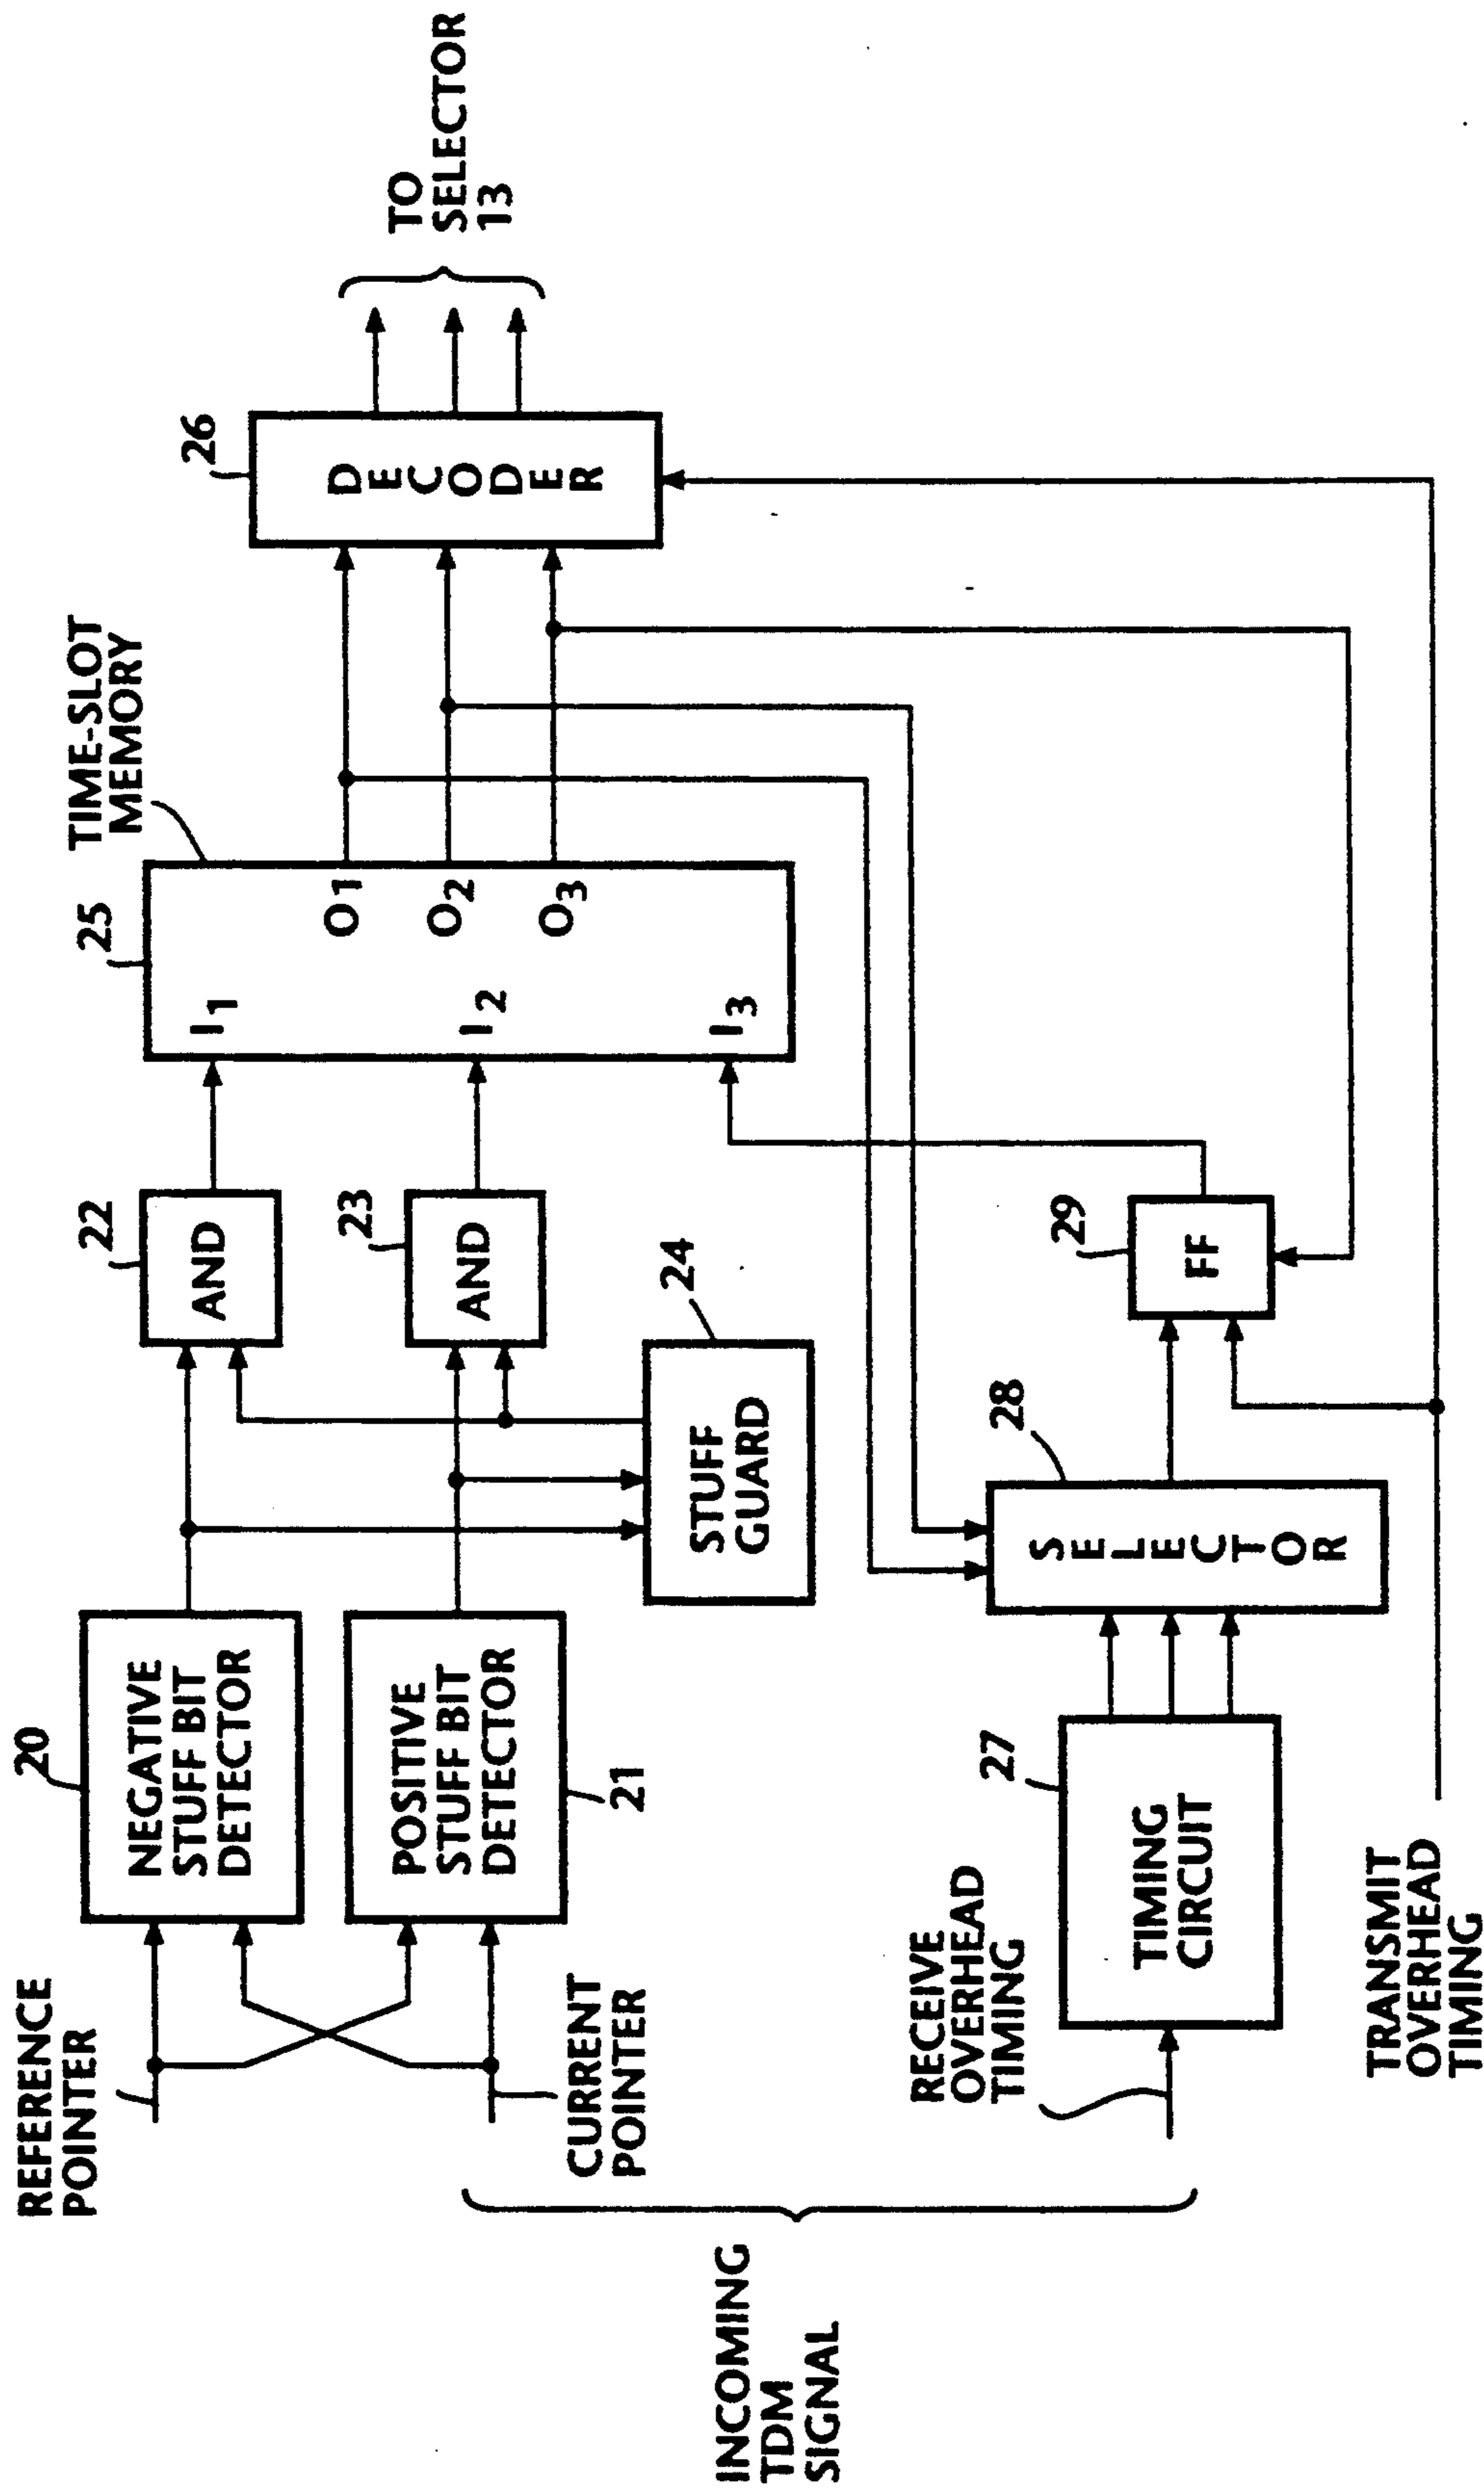 REFERENCE
POINTER
20
NEGATIVE
STUFF BIT
DETECTOR
22
AND
25
TIME-SLOT
MEMORY
I1
I2
I3
O1
O2
O3
26
DECODER
TO
SELECTOR
13
CURRENT
POINTER
POSITIVE
STUFF BIT
DETECTOR
21
23
AND
24
STUFF
GUARD
INCOMING
TDM
SIGNAL
RECEIVE
OVERHEAD
TIMING
27
TIMING
CIRCUIT
28
SELECTOR
29
FF
TRANSMIT
OVERHEAD
TIMING